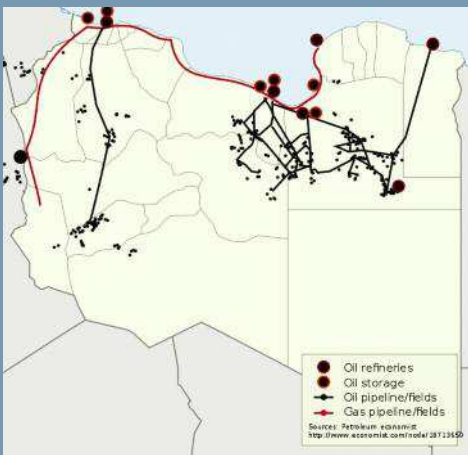 Oil refineries
Oil storage
Oil pipeline/fields
Gas pipeline/fields
Sources: Petroleum economist